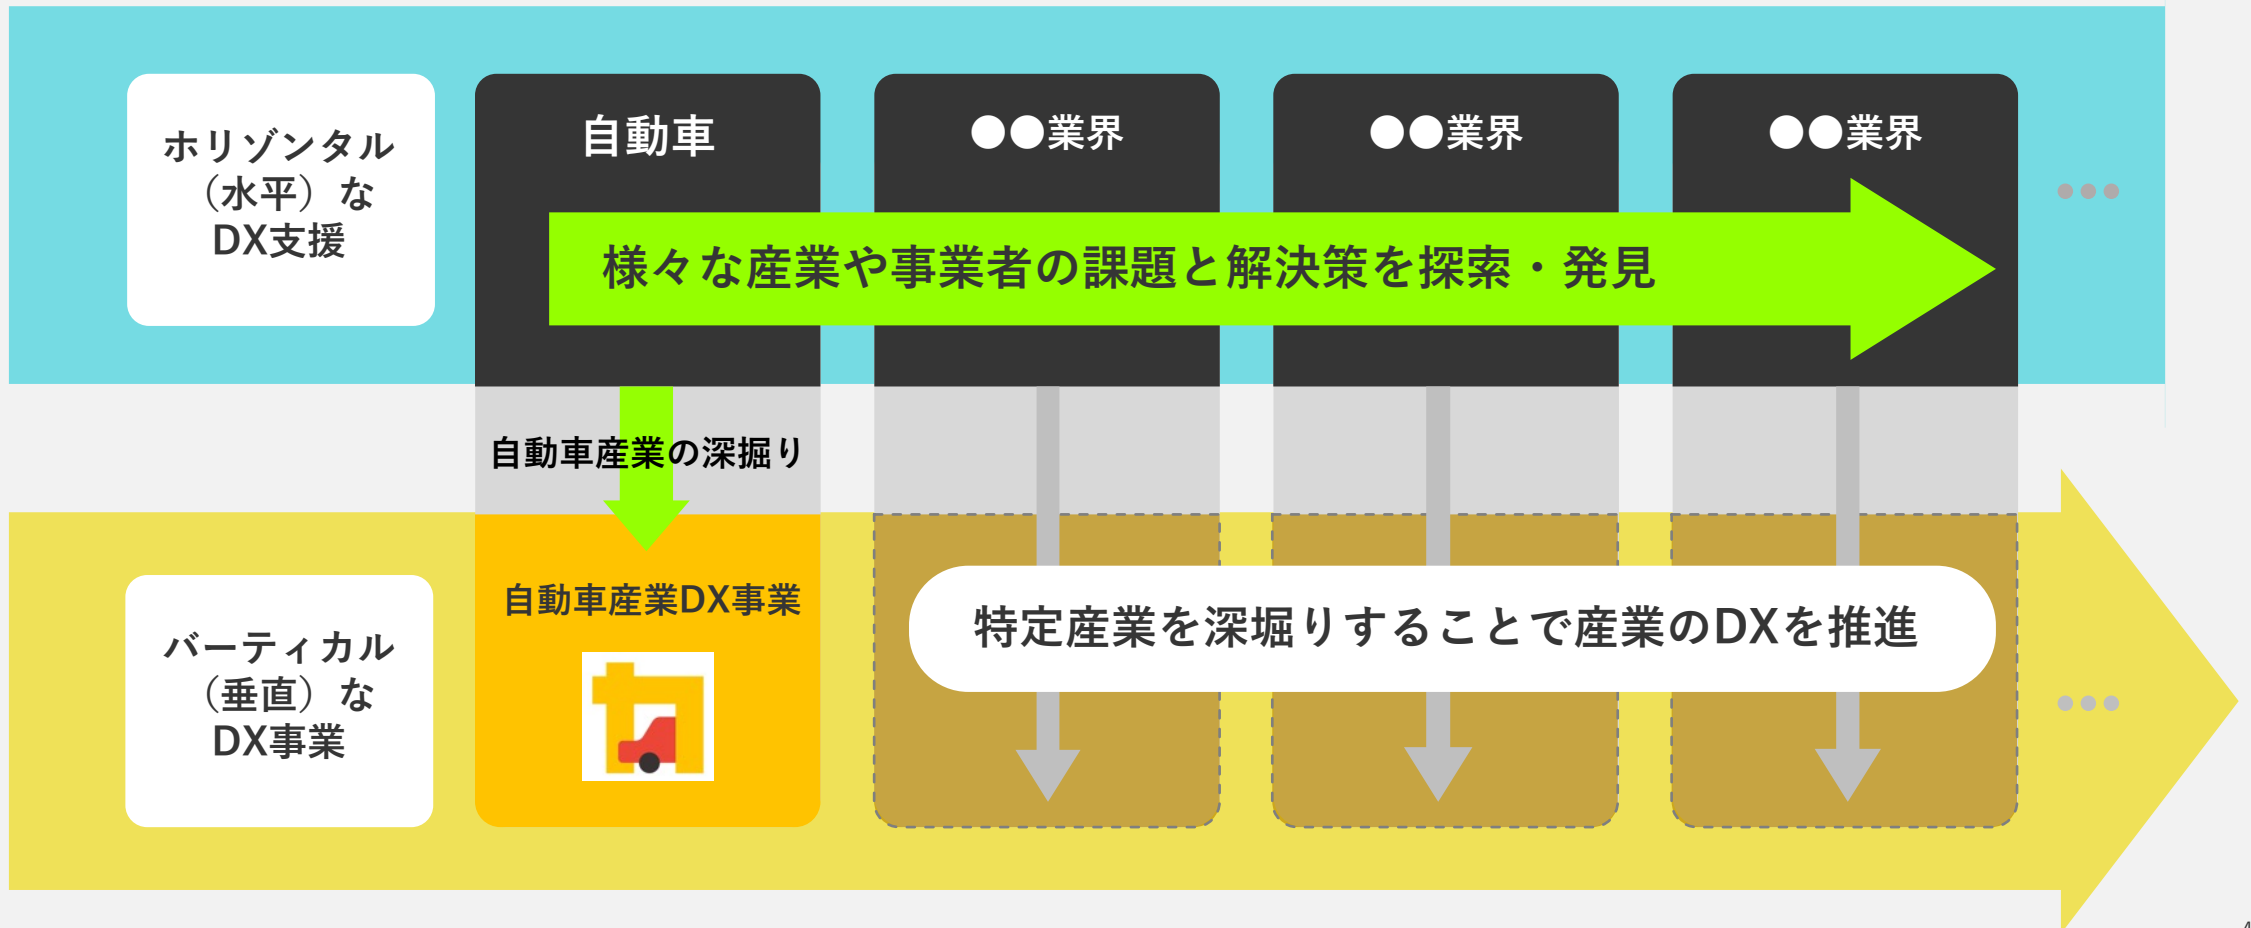 ホリゾンタル
（水平）な
DX支援
自動車
●●業界
●●業界
●●業界
様々な産業や事業者の課題と解決策を探索・発見
自動車産業の深掘り
バーティカル
（垂直）な
DX事業
自動車産業DX事業
特定産業を深堀りすることで産業のDXを推進